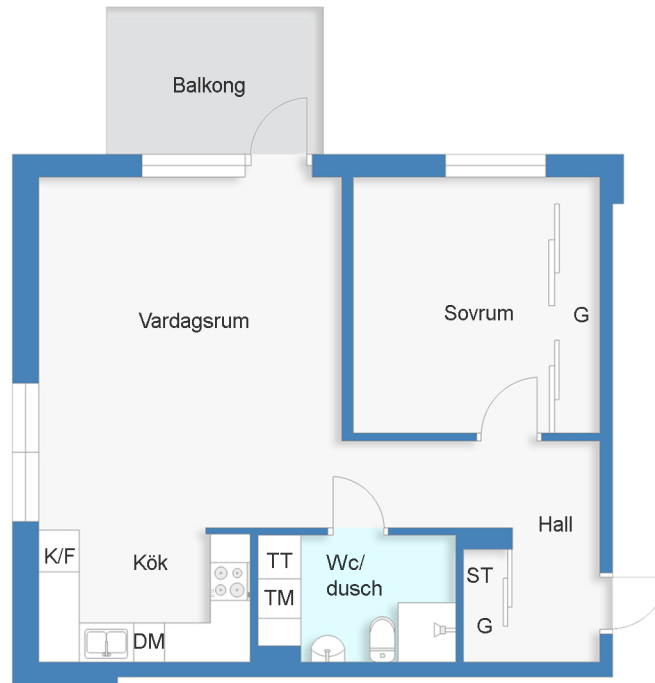 Balkong
Vardagsrum
Sovrum
G
Hall
K/F
Kök
TT
Wc/
dusch
TM
ST
G
DM